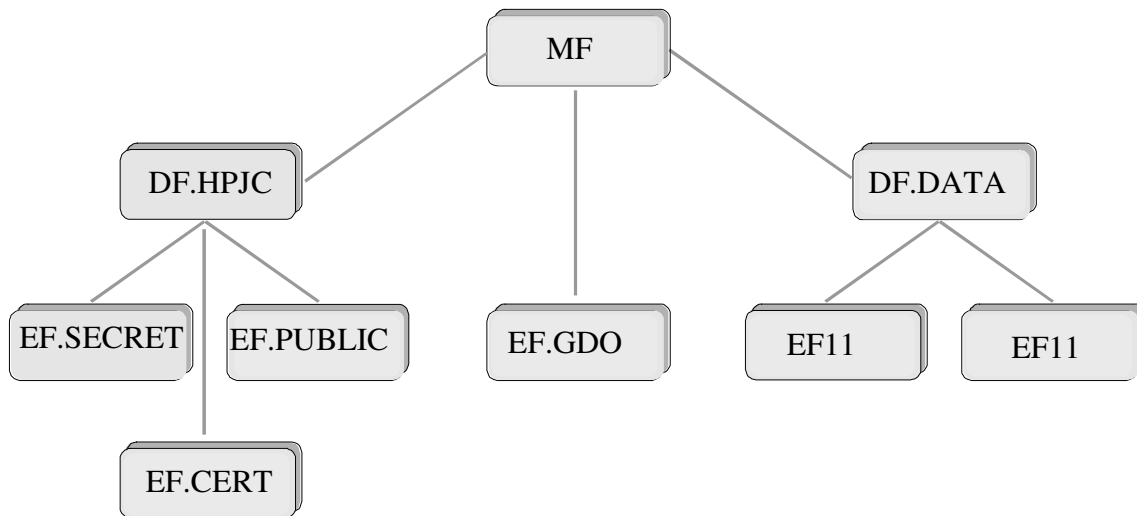 MF
DF.HPJC
DF.DATA
EF.SECRET
EF.PUBLIC
EF.GDO
EF11
EF11
EF.CERT